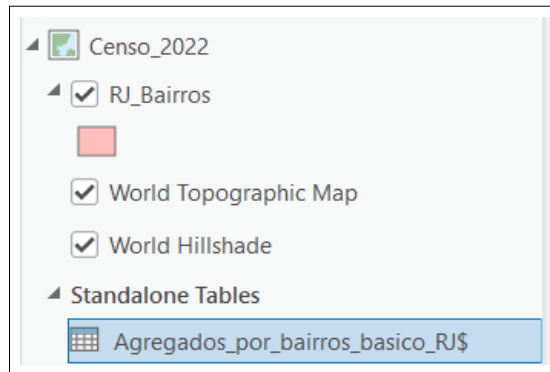 Censo_2022
RJ_Bairros
World Topographic Map
World Hillshade
Standalone Tables
Agregados_por_bairros_basico_RJ$